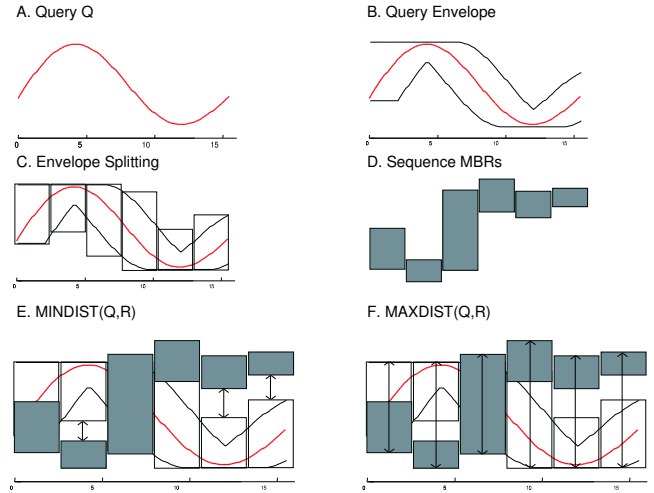 A. Query Q
B. Query Envelope
0 5 10 15
0 5 10 15
C. Envelope Splitting
D. Sequence MBRs
0 5 10 15
E. MINDIST(Q,R)
F. MAXDIST(Q,R)
0 5 10 15
0 5 10 15